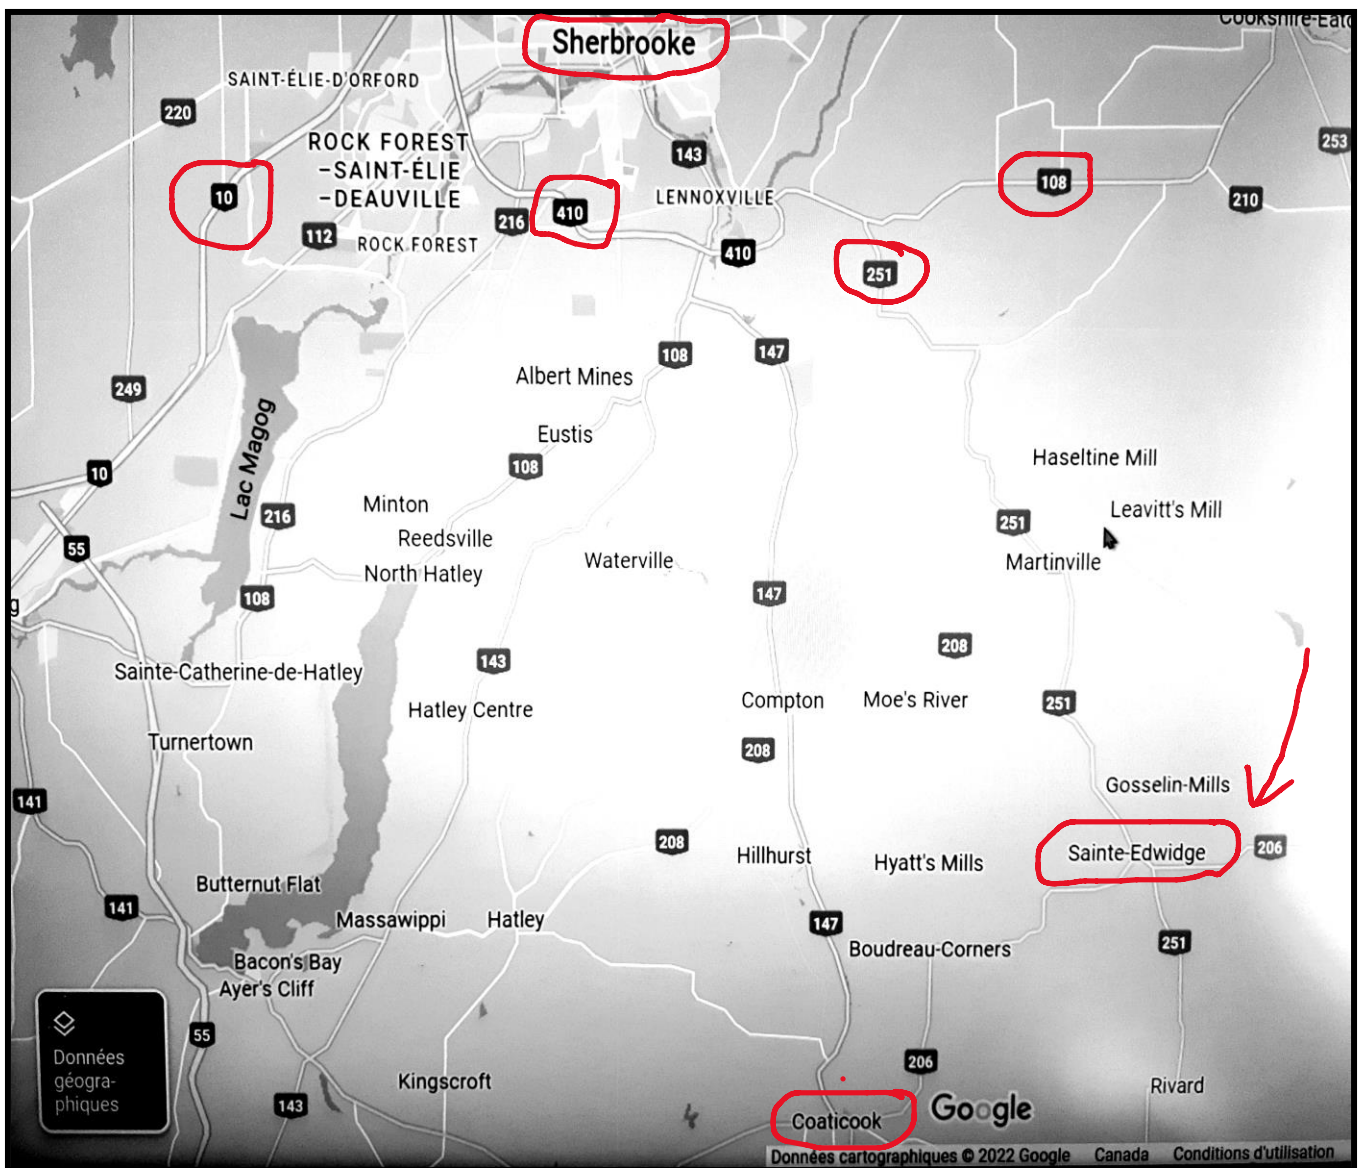 Cookshire-Eato
Sherbrooke
SAINT-ÉLIE-D'ORFORD
220
ROCK FOREST
–SAINT-ÉLIE
–DEAUVILLE
143
253
10
108
LENNOXVILLE
210
216
410
112
ROCK FOREST
410
251
108
147
Albert Mines
249
Eustis
Lac Magog
108
10
Haseltine Mill
Minton
216
Leavitt's Mill
251
Reedsville
55
Waterville
Martinville
North Hatley
147
108
g
208
143
Sainte-Catherine-de-Hatley
Compton
Moe's River
251
Hatley Centre
Turnertown
208
Gosselin-Mills
141
208
Hillhurst
Hyatt's Mills
Sainte-Edwidge
206
Butternut Flat
141
Massawippi
Hatley
147
251
Boudreau-Corners
Bacon's Bay
Ayer's Cliff
55
Données
géogra-
phiques
206
Kingscroft
Rivard
143
Coaticook
Google
Données cartographiques © 2022 Google Canada Conditions d'utilisation